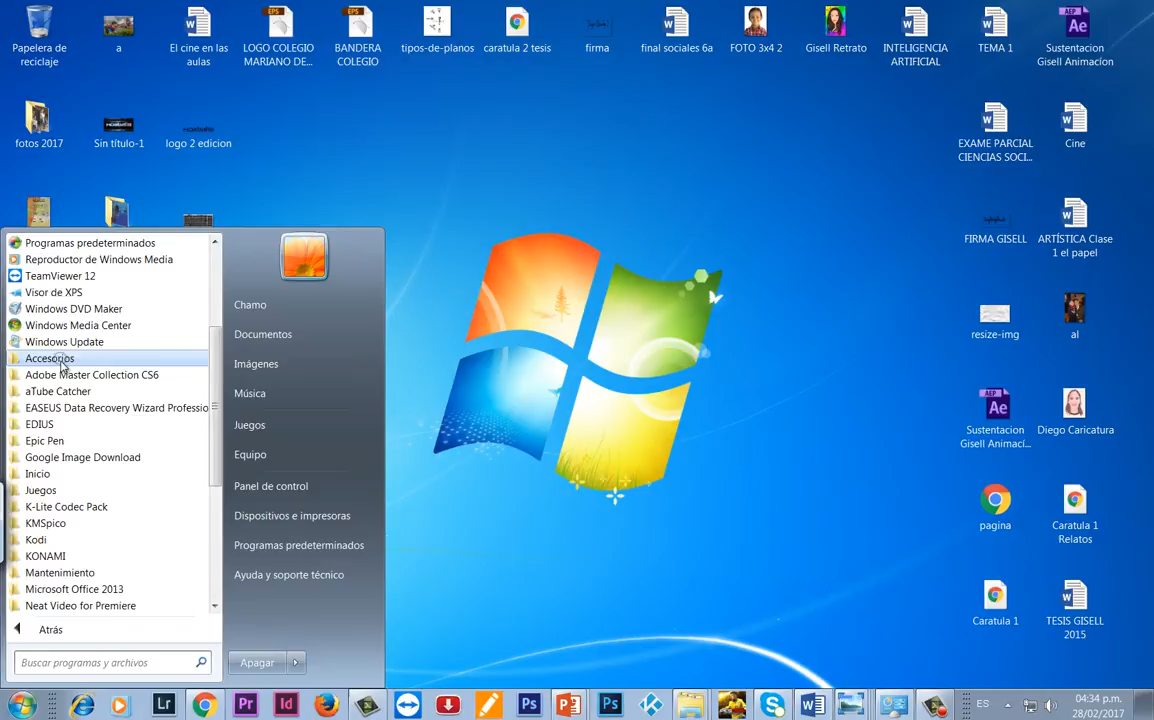 Papelera de
reciclaje
a
El cine en las
aulas
LOGO COLEGIO
MARIANO DE...
BANDERA
COLEGIO
tipos-de-planos
caratula 2 tesis
firma
final sociales 6a
FOTO 3x4 2
Gisell Retrato
INTELIGENCIA
ARTIFICIAL
TEMA 1
Sustentacion
Gisell Animacíon
fotos 2017
Sin título-1
logo 2 edicion
EXAME PARCIAL
CIENCIAS SOCI...
Cine
FIRMA GISELL
ARTÍSTICA Clase
1 el papel
resize-img
al
Sustentacion
Gisell Animací...
Diego Caricatura
pagina
Caratula 1
Relatos
Caratula 1
TESIS GISELL
2015
Programas predeterminados
Reproductor de Windows Media
TeamViewer 12
Visor de XPS
Windows DVD Maker
Windows Media Center
Windows Update
Accesorios
Adobe Master Collection CS6
aTube Catcher
EASEUS Data Recovery Wizard Professio
EDIUS
Epic Pen
Google Image Download
Inicio
Juegos
K-Lite Codec Pack
KMSpico
Kodi
KONAMI
Mantenimiento
Microsoft Office 2013
Neat Video for Premiere
Atrás
Buscar programas y archivos
Chamo
Documentos
Imágenes
Música
Juegos
Equipo
Panel de control
Dispositivos e impresoras
Programas predeterminados
Ayuda y soporte técnico
Apagar
ES
04:34 p.m.
28/02/2017